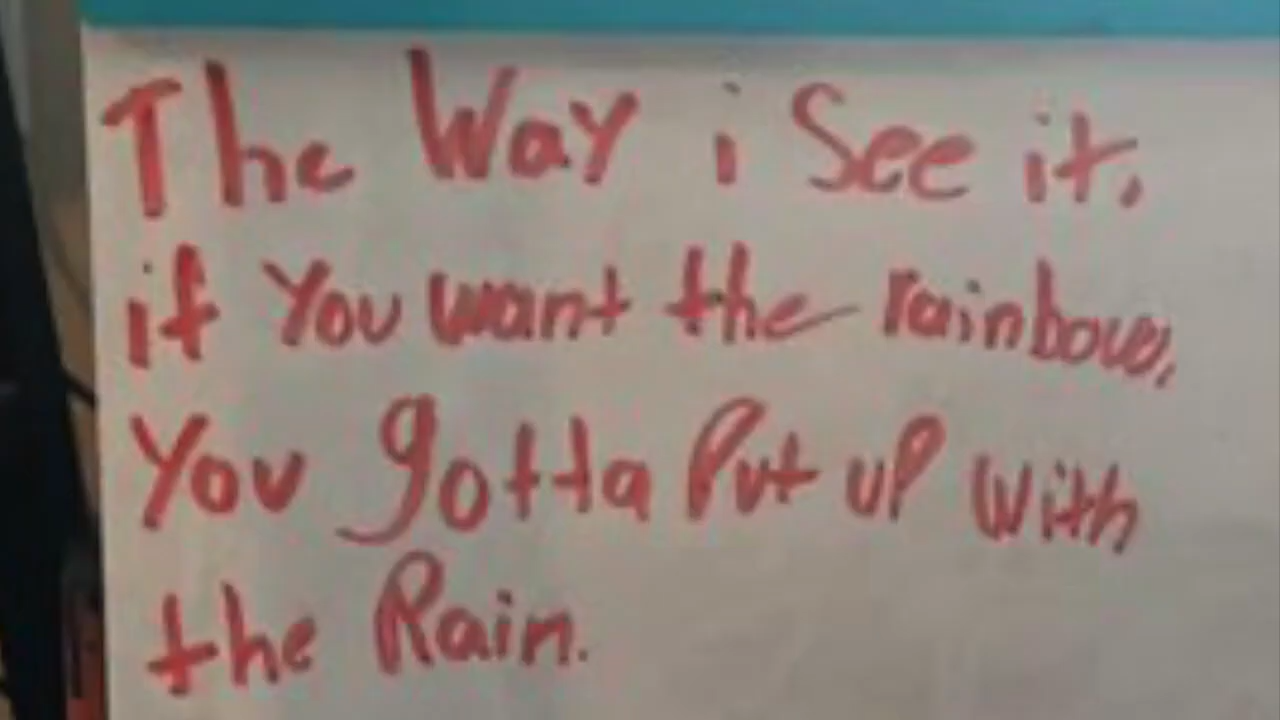 The Way i See it,
if You want the rainbow,
You gotta Put uP with
the Rain.